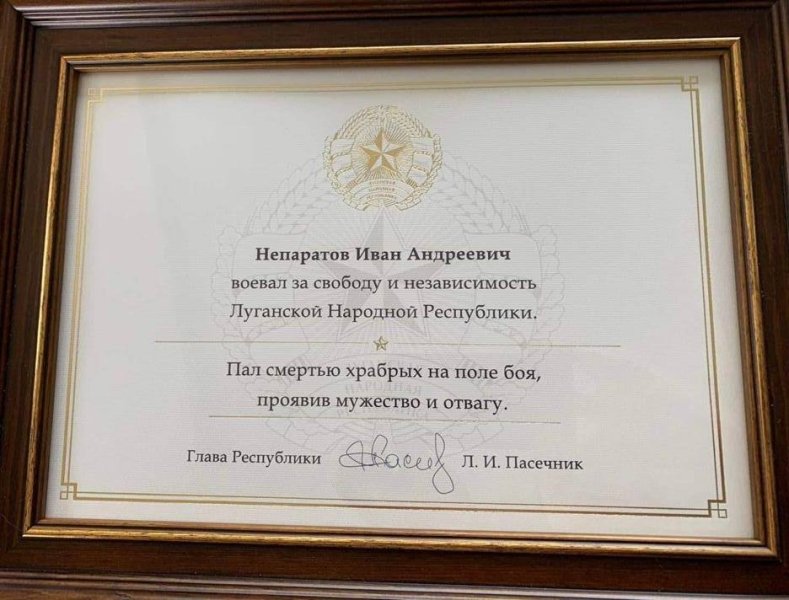 Непаратов Иван Андреевич
воевал за свободу и независимость
Луганской Народной Республики.
Пал смертью храбрых на поле боя,
проявив мужество и отвагу.
Глава Республики Л. И. Пасечник